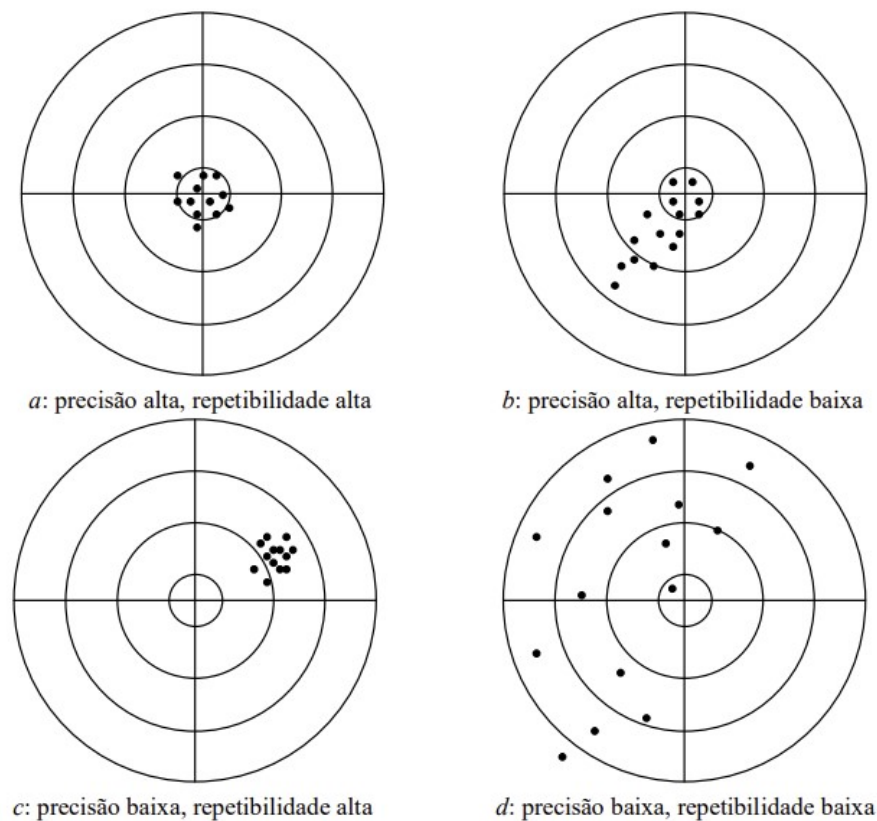 a: precisão alta, repetibilidade alta
b: precisão alta, repetibilidade baixa
c: precisão baixa, repetibilidade alta
d: precisão baixa, repetibilidade baixa